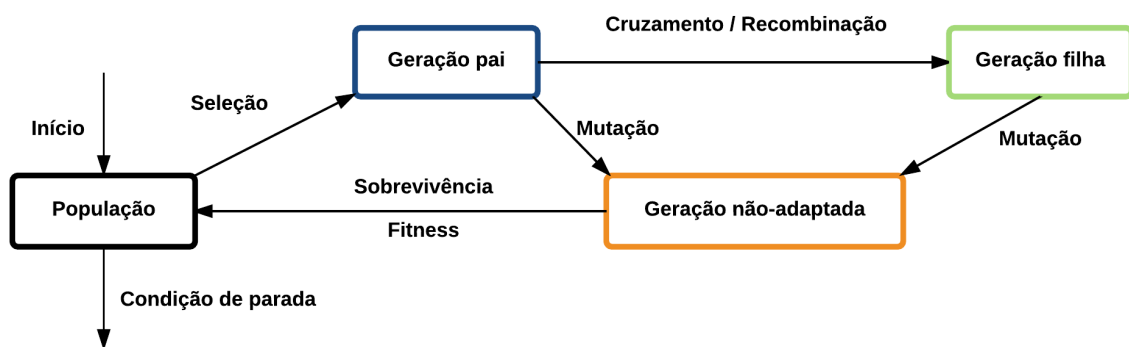 Cruzamento / Recombinação
Geração pai
Geração filha
Seleção
Início
Mutação
Mutação
Sobrevivência
População
Geração não-adaptada
Fitness
Condição de parada